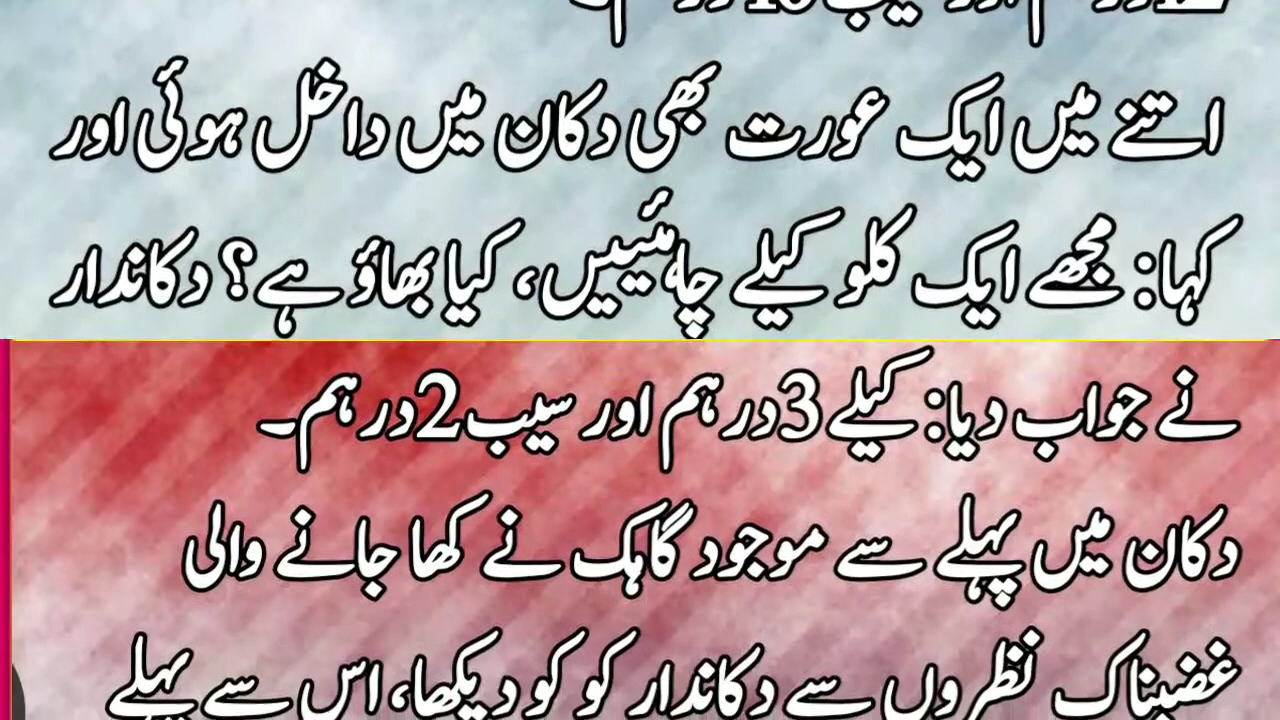 اتنے میں ایک عورت بھی دکان میں داخل ہوئی اور
کہا: مجھے ایک کلو کیلے چاہئییں، کیا بھاؤ ہے؟ دکاندار
نے جواب دیا: کیلے 3 درہم اور سیب 2 درہم۔
دکان میں پہلے سے موجود گاہک نے کھا جانے والی
غضبناک نظروں سے دکاندار کو کو دیکھا، اس سے پہلے